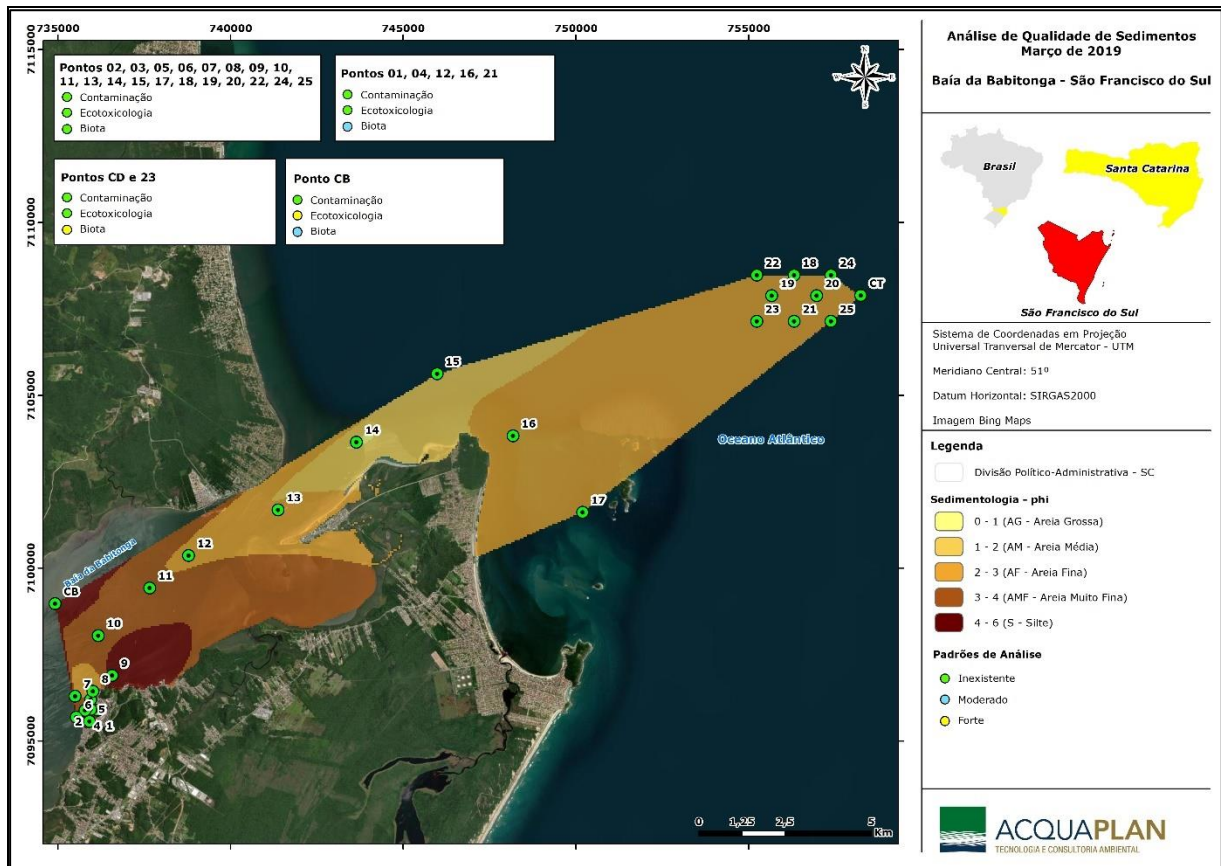 735000
740000
745000
750000
755000
7115000
7110000
7105000
7100000
7095000
Pontos 02, 03, 05, 06, 07, 08, 09, 10,
11, 13, 14, 15, 17, 18, 19, 20, 22, 24, 25
Contaminação
Ecotoxicologia
Biota
Pontos 01, 04, 12, 16, 21
Contaminação
Ecotoxicologia
Biota
Pontos CD e 23
Contaminação
Ecotoxicologia
Biota
Ponto CB
Contaminação
Ecotoxicologia
Biota
N
W
E
S
22
18
24
19
20
CT
23
21
25
15
16
14
17
13
12
11
CB
10
9
8
7
6
5
2
4
1
Baía da Babitonga
Oceano Atlântico
0
1,25
2,5
5
Km
Análise de Qualidade de Sedimentos
Março de 2019
Baía da Babitonga - São Francisco do Sul
Brasil
Santa Catarina
São Francisco do Sul
Sistema de Coordenadas em Projeção
Universal Tranversal de Mercator - UTM
Meridiano Central: 51º
Datum Horizontal: SIRGAS2000
Imagem Bing Maps
Legenda
Divisão Político-Administrativa - SC
Sedimentologia - phi
0 - 1 (AG - Areia Grossa)
1 - 2 (AM - Areia Média)
2 - 3 (AF - Areia Fina)
3 - 4 (AMF - Areia Muito Fina)
4 - 6 (S - Silte)
Padrões de Análise
Inexistente
Moderado
Forte
ACQUAPLAN
TECNOLOGIA E CONSULTORIA AMBIENTAL